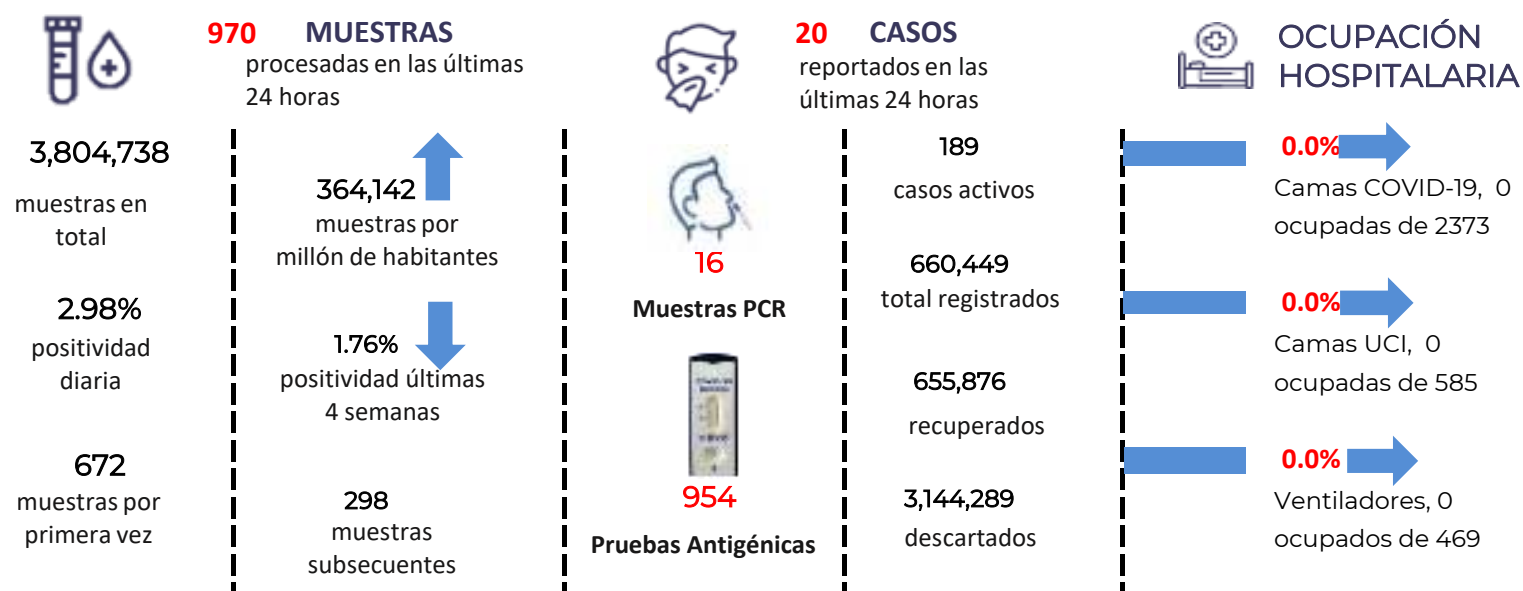 970 MUESTRAS
procesadas en las últimas
24 horas
20 CASOS
reportados en las
últimas 24 horas
OCUPACIÓN
HOSPITALARIA
3,804,738
muestras en
total
2.98%
positividad
diaria
672
muestras por
primera vez
364,142
muestras por
millón de habitantes
1.76%
positividad últimas
4 semanas
298
muestras
subsecuentes
16
Muestras PCR
954
Pruebas Antigénicas
189
casos activos
660,449
total registrados
655,876
recuperados
3,144,289
descartados
0.0%
Camas COVID-19, 0
ocupadas de 2373
0.0%
Camas UCI, 0
ocupadas de 585
0.0%
Ventiladores, 0
ocupados de 469